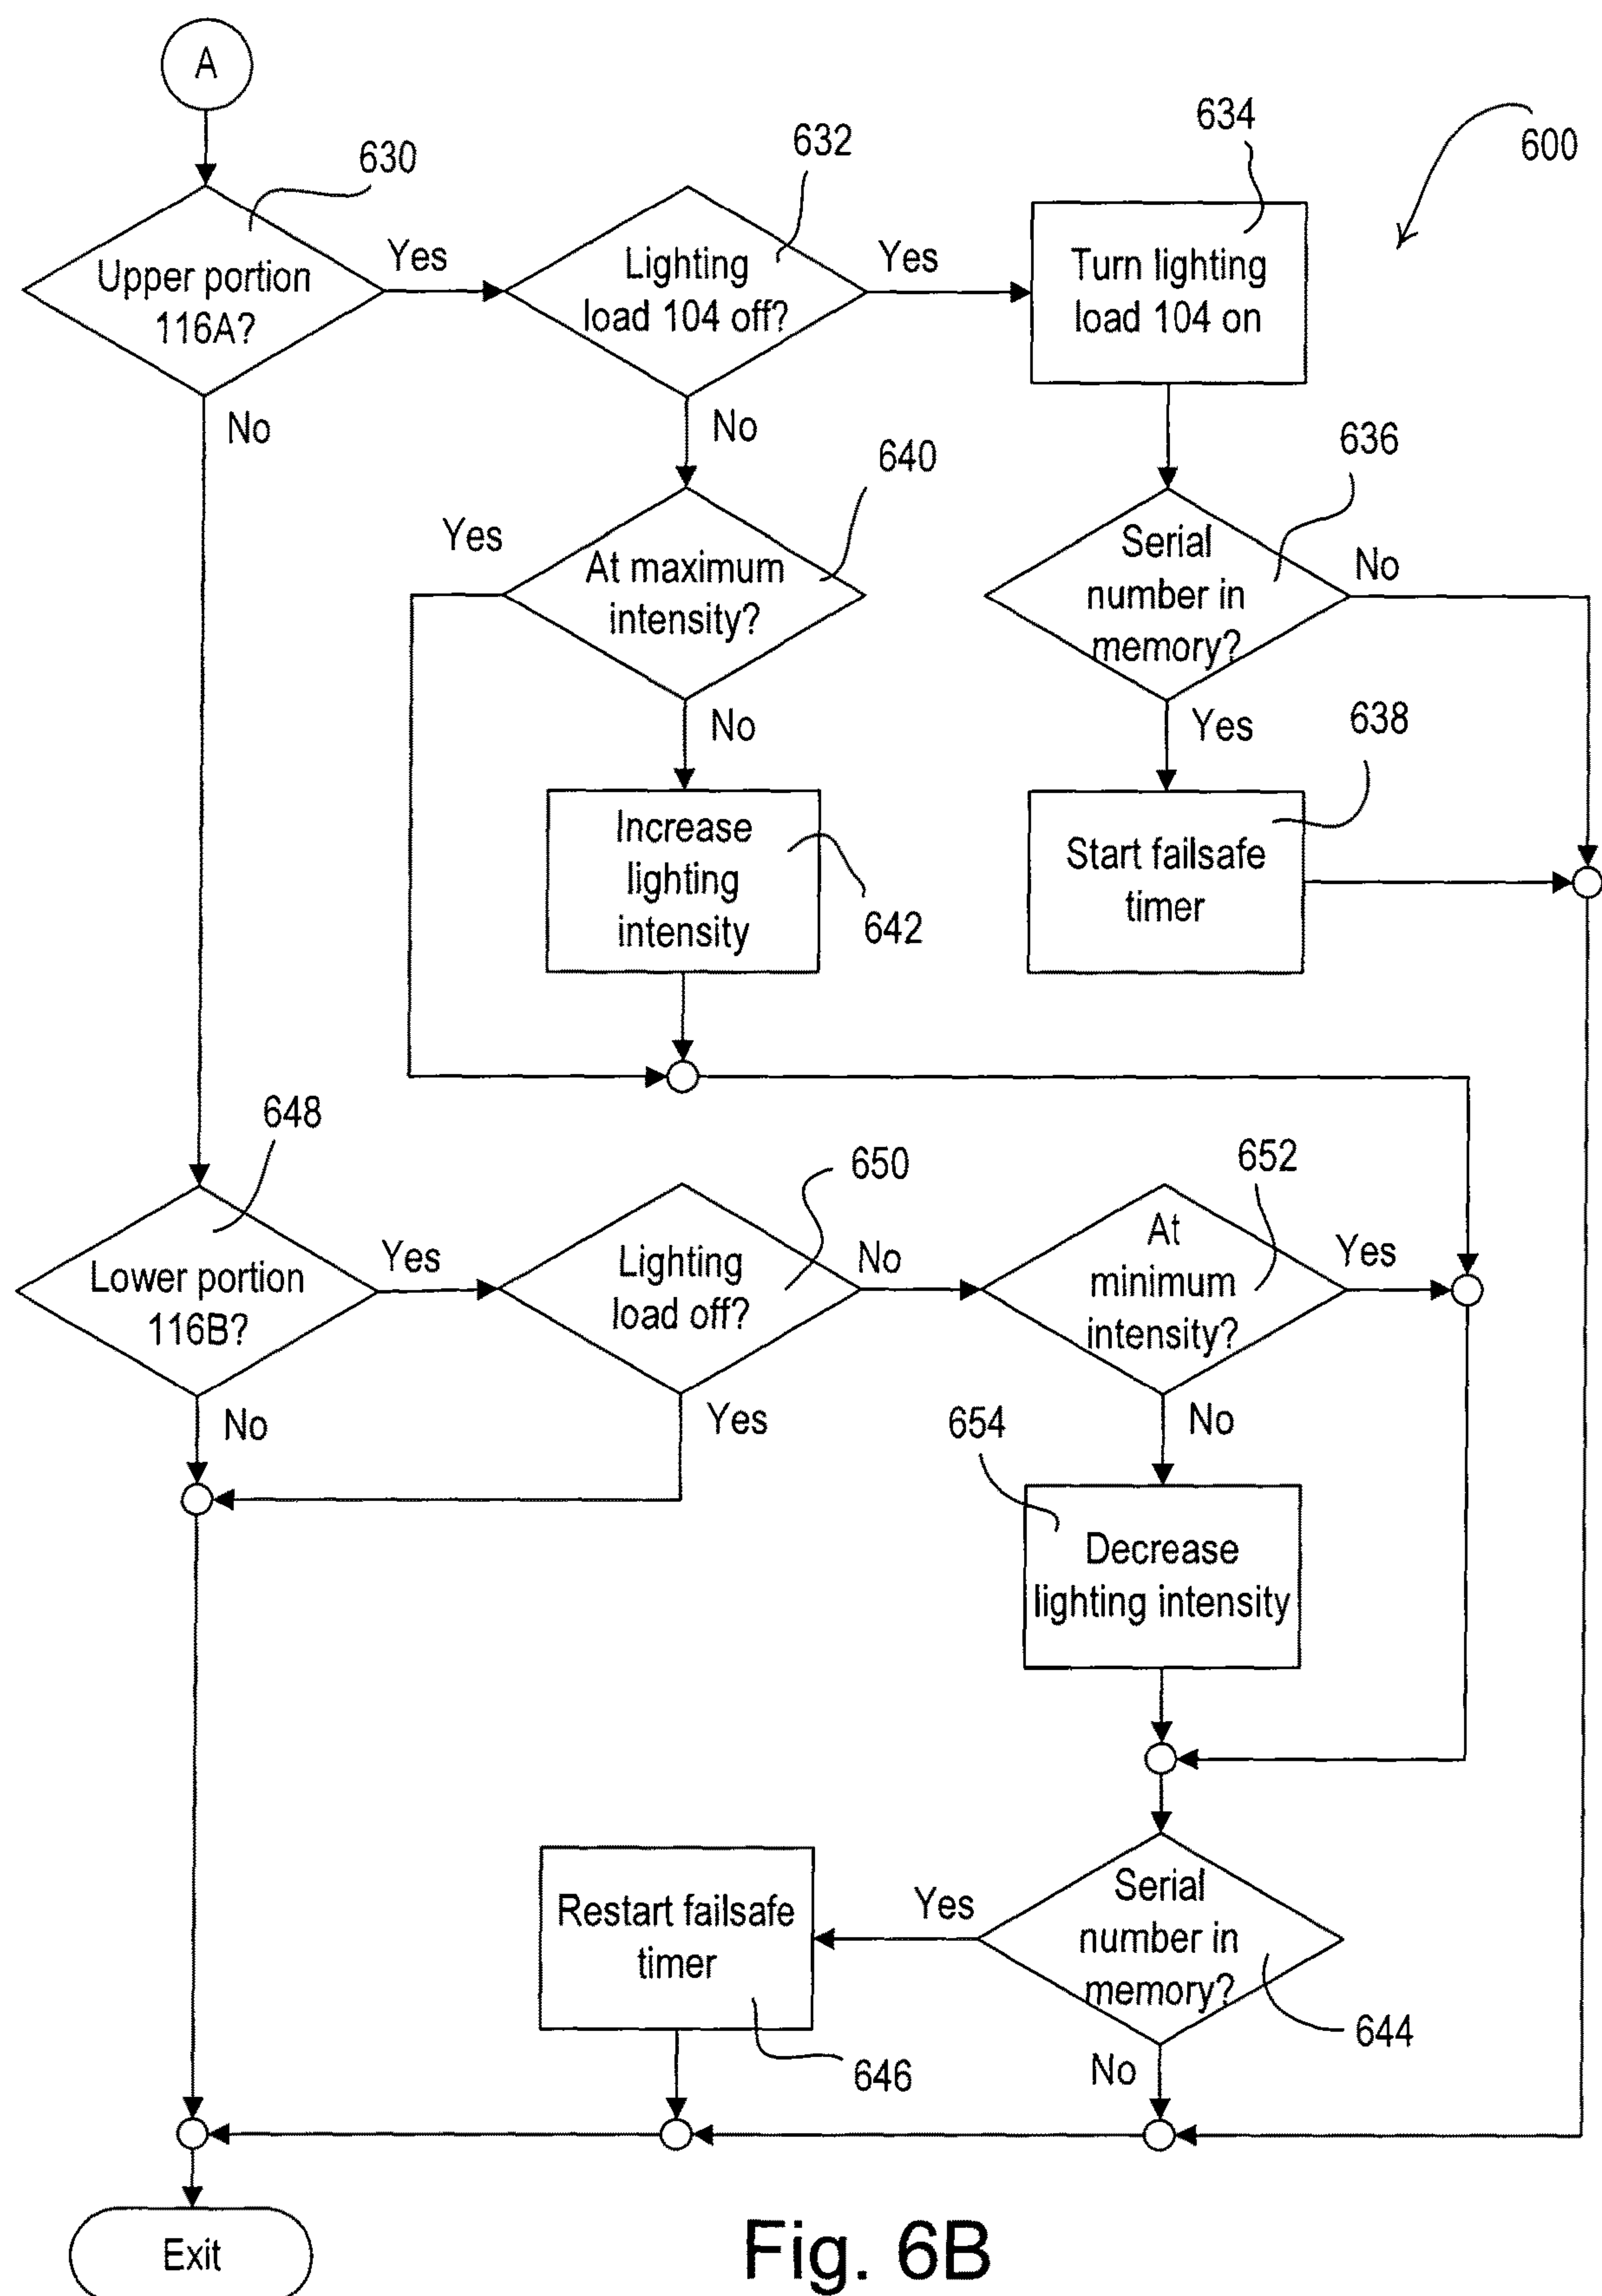 A
630
632
634
600
Upper portion
116A?
Yes
Lighting
load 104 off?
Yes
Turn lighting
load 104 on
No
No
640
636
Yes
At maximum
intensity?
Serial
number in
memory?
No
No
Yes
638
Increase
lighting
intensity
642
Start failsafe
timer
648
650
652
Lower portion
116B?
Yes
Lighting
load off?
No
At
minimum
intensity?
Yes
No
Yes
654
No
Decrease
lighting intensity
Restart failsafe
timer
Yes
Serial
number in
memory?
644
646
No
Exit
Fig. 6B